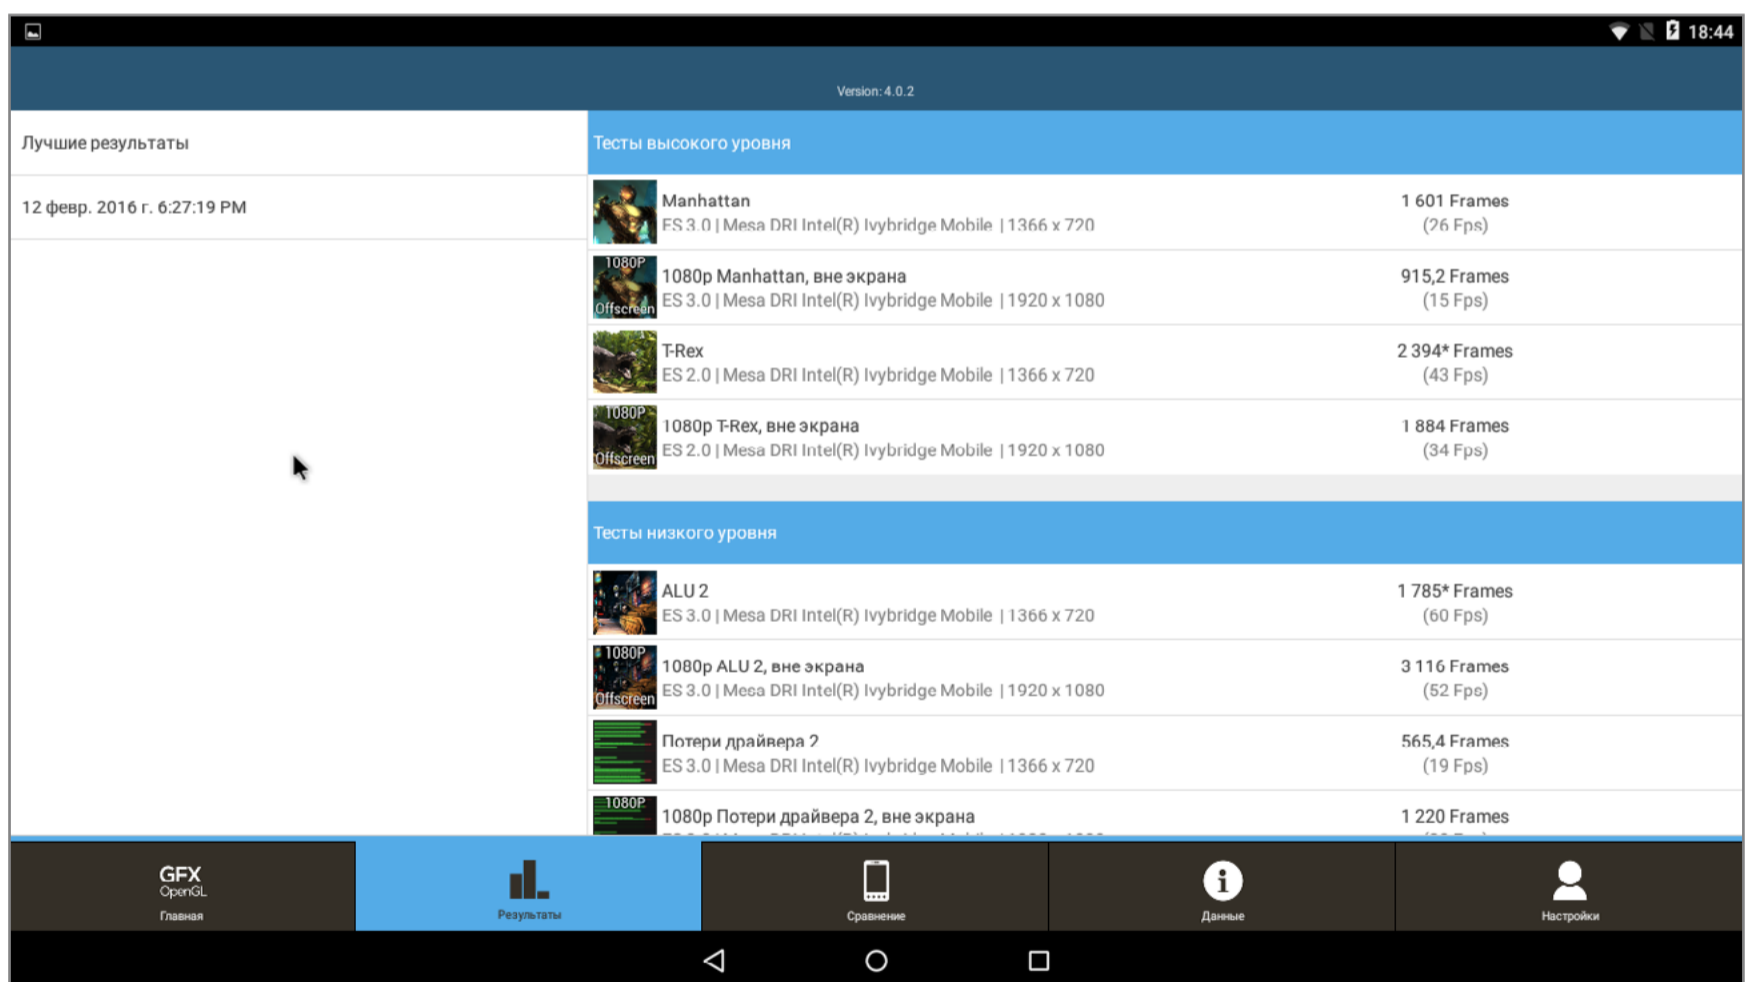 18:44
Version: 4.0.2
Лучшие результаты
12 февр. 2016 г. 6:27:19 PM
Тесты высокого уровня
Manhattan
1 601 Frames
ES 3.0 | Mesa DRI Intel(R) Ivybridge Mobile | 1366 x 720
(26 Fps)
1080P
Offscreen
1080p Manhattan, вне экрана
915,2 Frames
ES 3.0 | Mesa DRI Intel(R) Ivybridge Mobile | 1920 x 1080
(15 Fps)
T-Rex
2 394* Frames
ES 2.0 | Mesa DRI Intel(R) Ivybridge Mobile | 1366 x 720
(43 Fps)
1080P
Offscreen
1080p T-Rex, вне экрана
1 884 Frames
ES 2.0 | Mesa DRI Intel(R) Ivybridge Mobile | 1920 x 1080
(34 Fps)
Тесты низкого уровня
ALU 2
1 785* Frames
ES 3.0 | Mesa DRI Intel(R) Ivybridge Mobile | 1366 x 720
(60 Fps)
1080P
Offscreen
1080p ALU 2, вне экрана
3 116 Frames
ES 3.0 | Mesa DRI Intel(R) Ivybridge Mobile | 1920 x 1080
(52 Fps)
Потери драйвера 2
565,4 Frames
ES 3.0 | Mesa DRI Intel(R) Ivybridge Mobile | 1366 x 720
(19 Fps)
1080P
1080p Потери драйвера 2, вне экрана
1 220 Frames
GFX
OpenGL
Главная
Результаты
Сравнение
Данные
Настройки